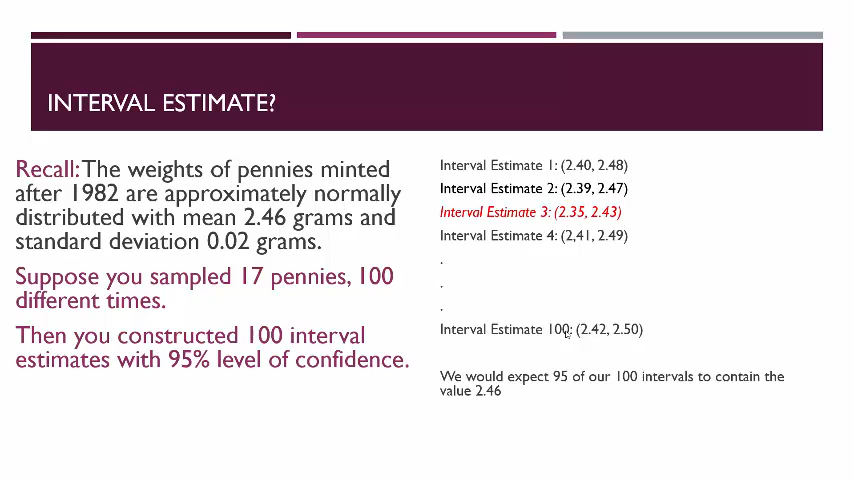 INTERVAL ESTIMATE?
Recall: The weights of pennies minted
after 1982 are approximately normally
distributed with mean 2.46 grams and
standard deviation 0.02 grams.
Suppose you sampled 17 pennies, 100
different times.
Then you constructed 100 interval
estimates with 95% level of confidence.
Interval Estimate 1: (2.40, 2.48)
Interval Estimate 2: (2.39, 2.47)
Interval Estimate 3: (2.35, 2.43)
Interval Estimate 4: (2,41, 2.49)
.
.
.
Interval Estimate 100: (2.42, 2.50)
We would expect 95 of our 100 intervals to contain the
value 2.46